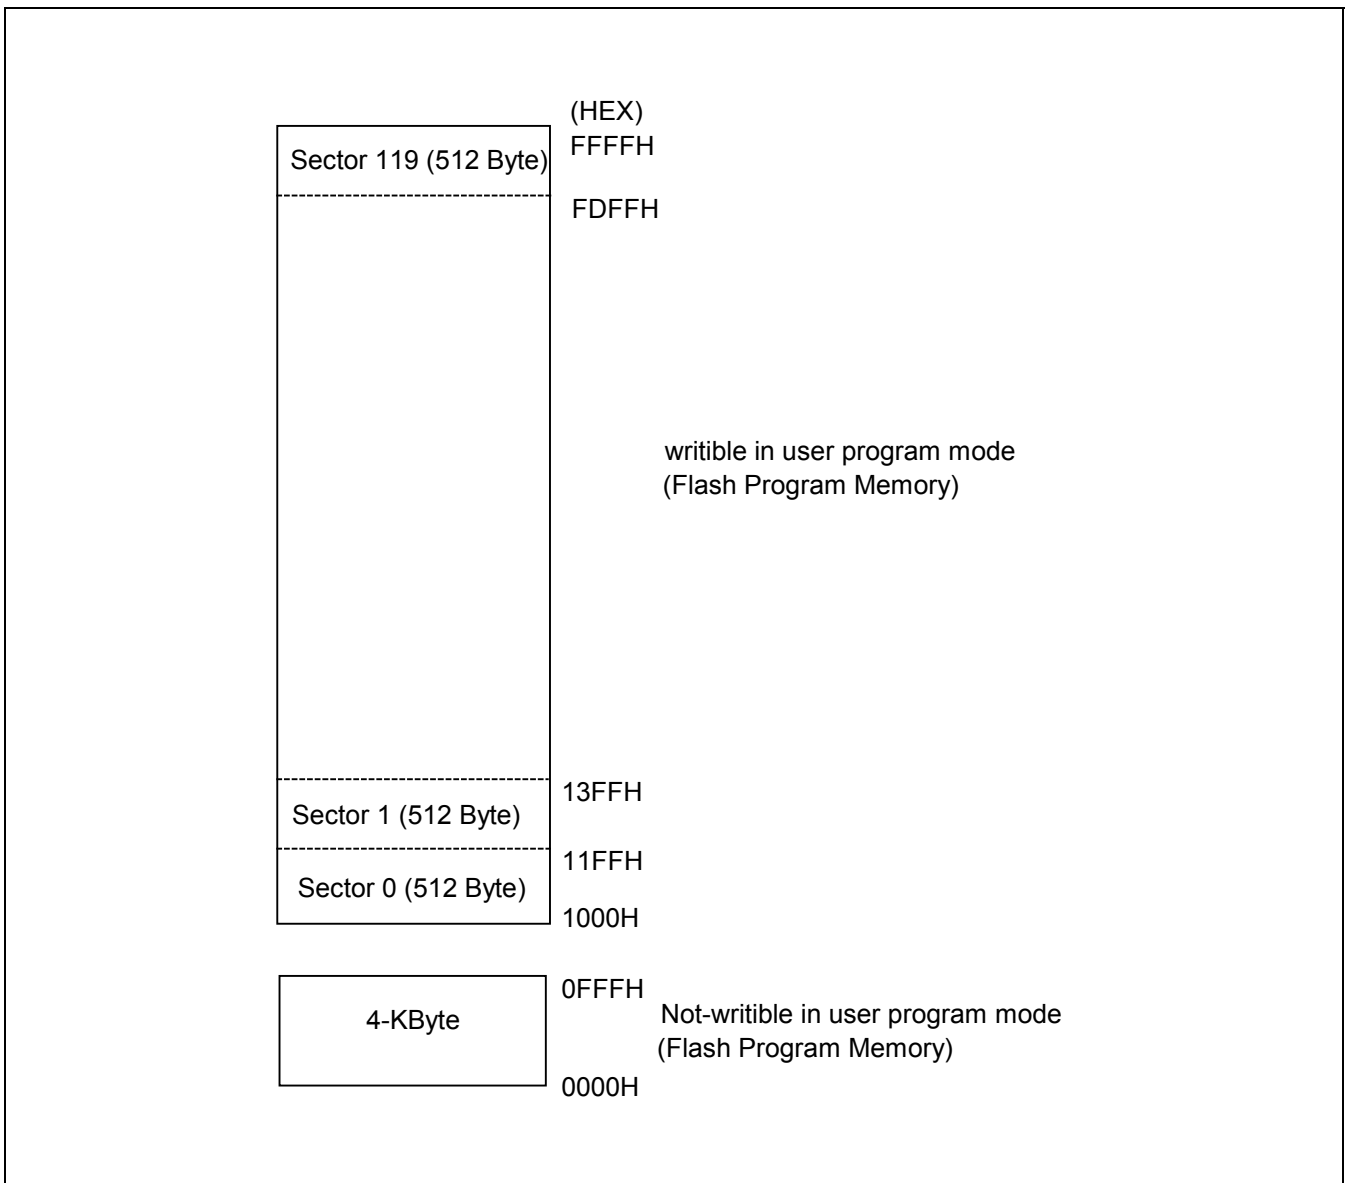 (HEX)
Sector 119 (512 Byte)
FFFFH
FDFFH
writible in user program mode
(Flash Program Memory)
13FFH
Sector 1 (512 Byte)
11FFH
Sector 0 (512 Byte)
1000H
0FFFH
4-KByte
Not-writible in user program mode
(Flash Program Memory)
0000H